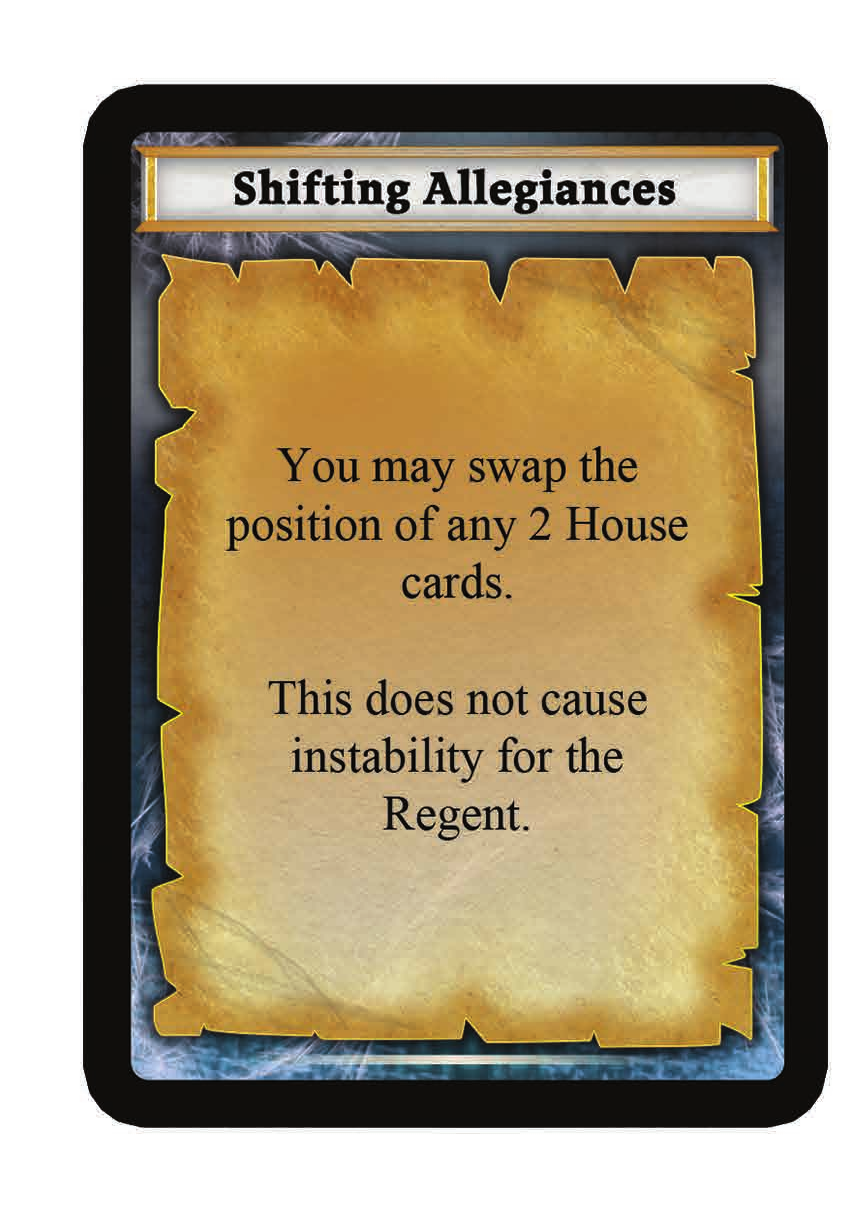 Shifting Allegiances
You may swap the
position of any 2 House
cards.
This does not cause
instability for the
Regent.